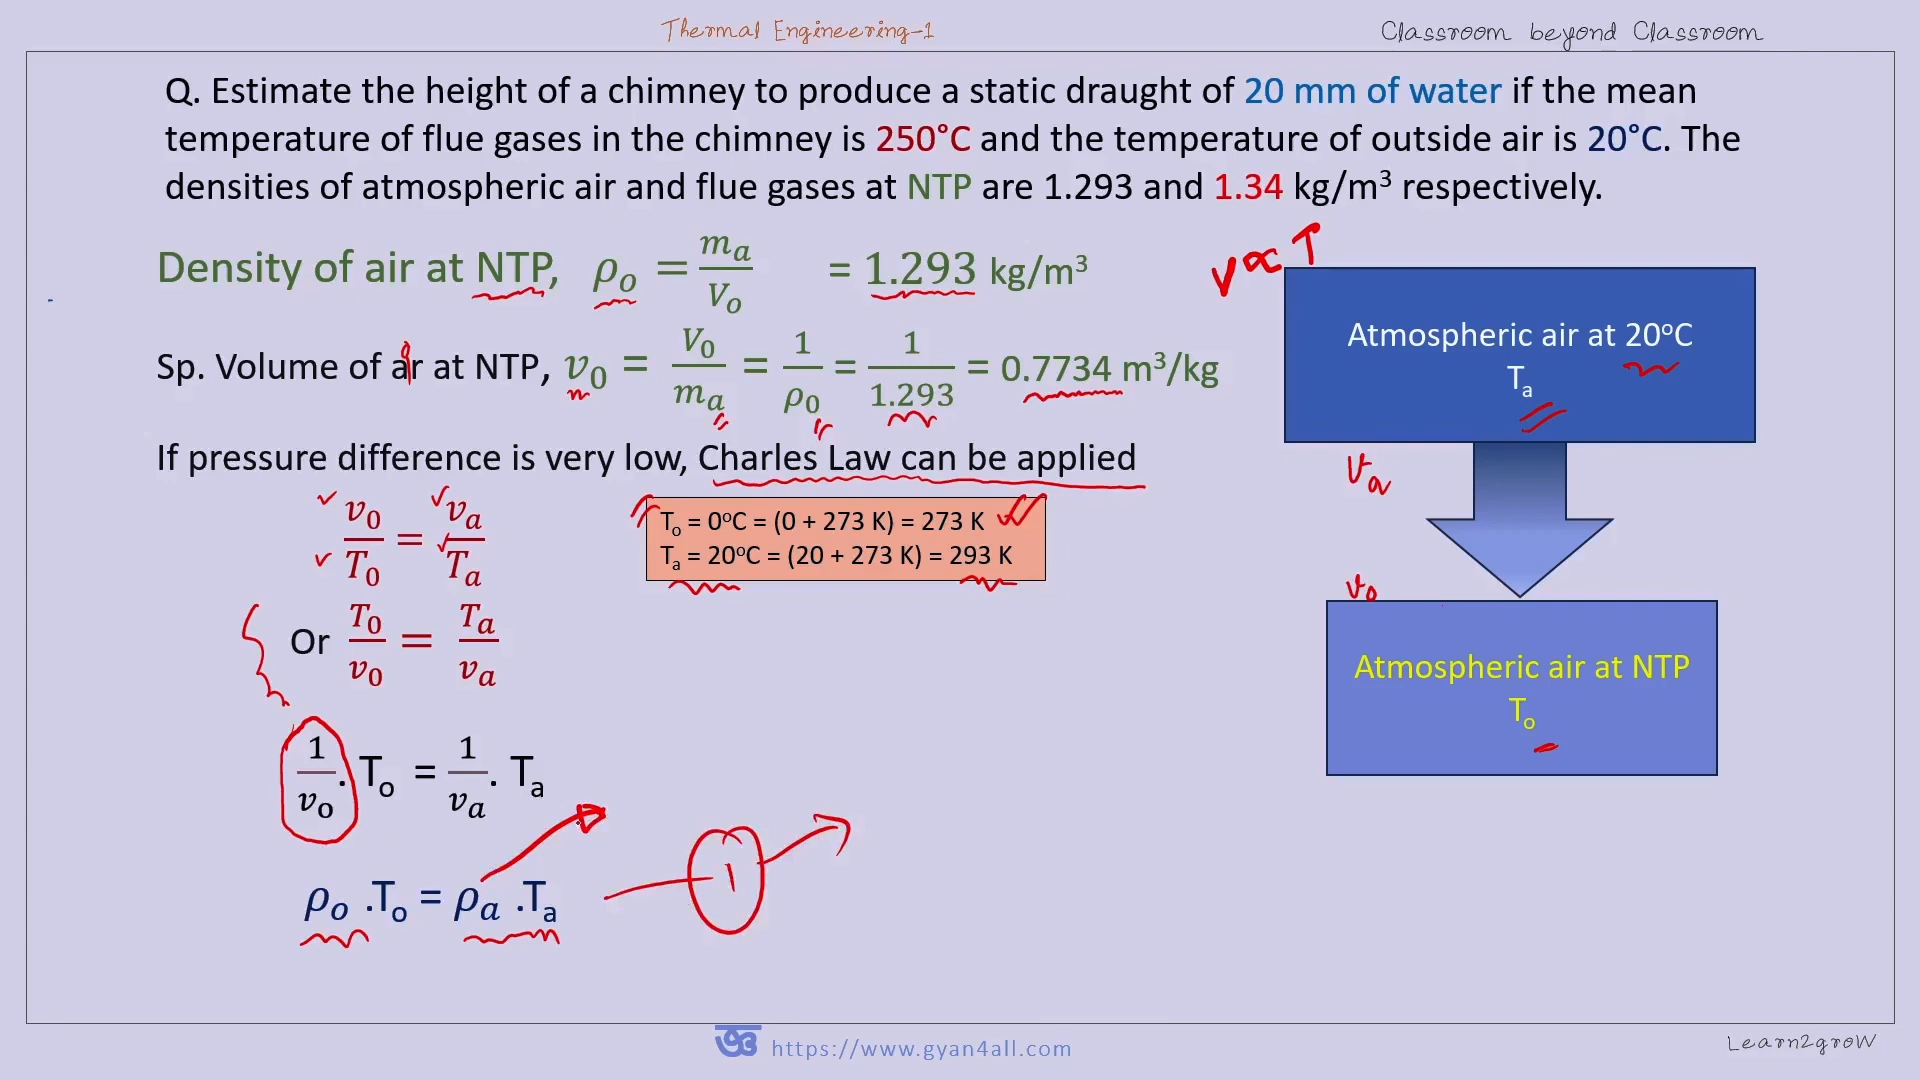 Thermal Engineering-1
Classroom beyond Classroom
Q. Estimate the height of a chimney to produce a static draught of 20 mm of water if the mean
temperature of flue gases in the chimney is 250°C and the temperature of outside air is 20°C. The
densities of atmospheric air and flue gases at NTP are 1.293 and 1.34 kg/m³ respectively.
Density of air at NTP, ρₒ = mₐ/Vₒ = 1.293 kg/m³
v ∝ T
Sp. Volume of air at NTP, v₀ = V₀/mₐ = 1/ρ₀ = 1/1.293 = 0.7734 m³/kg
Atmospheric air at 20ᵒC
Tₐ
If pressure difference is very low, Charles Law can be applied
vₐ
v₀/T₀ = vₐ/Tₐ
Tₒ = 0ᵒC = (0 + 273 K) = 273 K
Tₐ = 20ᵒC = (20 + 273 K) = 293 K
v₀
Or T₀/v₀ = Tₐ/vₐ
Atmospheric air at NTP
Tₒ
1/vₒ . Tₒ = 1/vₐ . Tₐ
ρₒ .Tₒ = ρₐ .Tₐ
1
https://www.gyan4all.com
Learn2groW